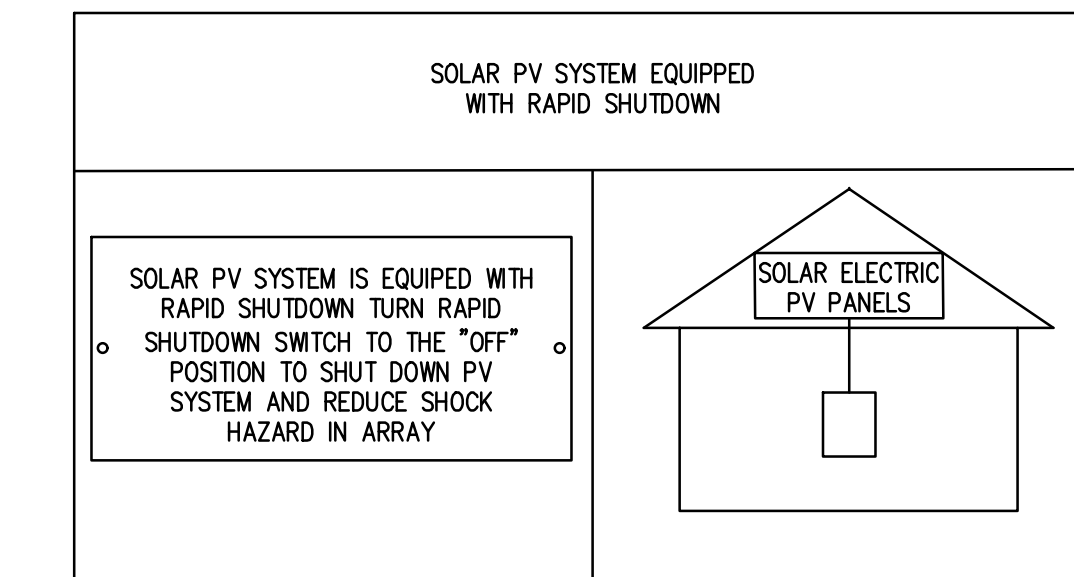 SOLAR PV SYSTEM EQUIPPED
WITH RAPID SHUTDOWN
SOLAR PV SYSTEM IS EQUIPED WITH
RAPID SHUTDOWN TURN RAPID
SHUTDOWN SWITCH TO THE "OFF"
POSITION TO SHUT DOWN PV
SYSTEM AND REDUCE SHOCK
HAZARD IN ARRAY
SOLAR ELECTRIC
PV PANELS